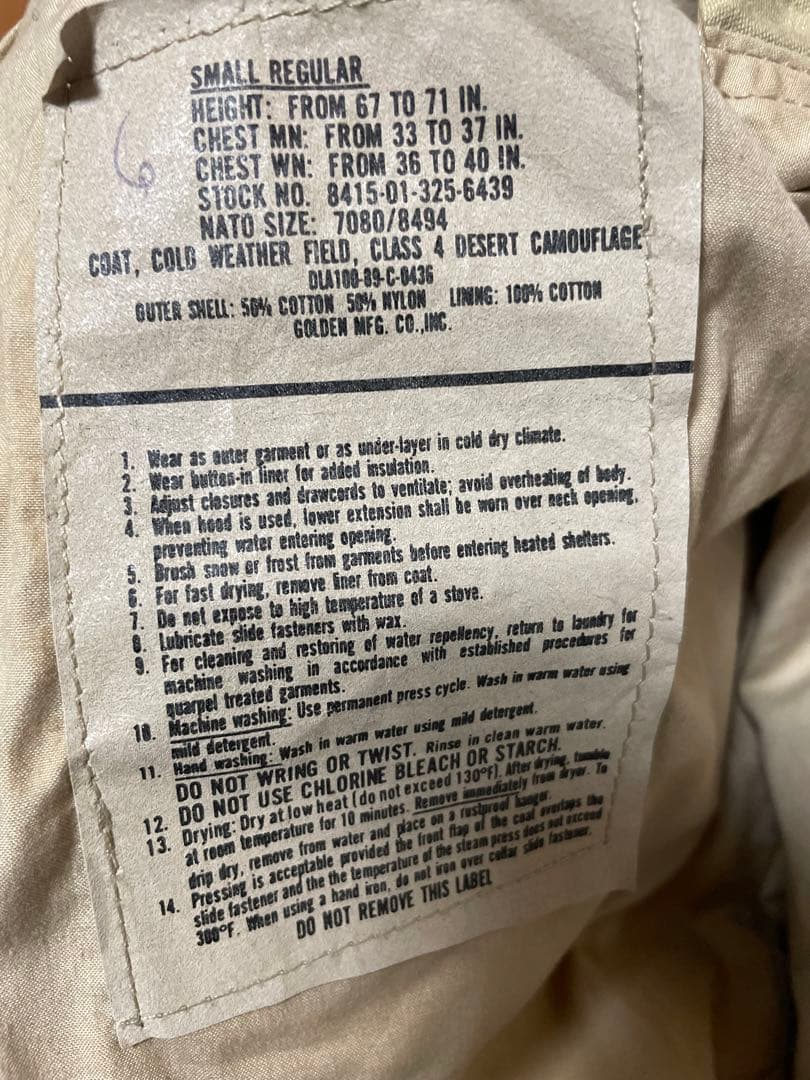 SMALL REGULAR
HEIGHT: FROM 67 TO 71 IN.
CHEST MN: FROM 33 TO 37 IN.
CHEST WN: FROM 36 TO 40 IN.
STOCK NO. 8415-01-325-6439
NATO SIZE: 7080/8494
COAT, COLD WEATHER FIELD, CLASS 4 DESERT CAMOUFLAGE
DLA100-89-C-0436
OUTER SHELL: 50% COTTON 50% NYLON LINING: 100% COTTON
GOLDEN MFG. CO.,INC.
6
1. Wear as outer garment or as under-layer in cold dry climate.
2. Wear button-in liner for added insulation.
3. Adjust closures and drawcords to ventilate; avoid overheating of body.
4. When hood is used, lower extension shall be worn over neck opening,
preventing water entering opening.
5. Brush snow or frost from garments before entering heated shelters.
6. For fast drying, remove liner from coat.
7. Do not expose to high temperature of a stove.
8. Lubricate slide fasteners with wax.
9. For cleaning and restoring of water repellency, return to laundry for
machine washing in accordance with established procedures for
quarpel treated garments.
10. Machine washing: Use permanent press cycle. Wash in warm water using
mild detergent.
11. Hand washing: Wash in warm water using mild detergent.
DO NOT WRING OR TWIST. Rinse in clean warm water.
12. DO NOT USE CHLORINE BLEACH OR STARCH.
13. Drying: Dry at low heat (do not exceed 130°F). After drying, tumble
at room temperature for 10 minutes. Remove immediately from dryer. To
drip dry, remove from water and place on a rustproof hanger.
14. Pressing is acceptable provided the front flap of the coat overlaps the
slide fastener and the the temperature of the steam press does not exceed
300°F. When using a hand iron, do not iron over collar slide fastener.
DO NOT REMOVE THIS LABEL